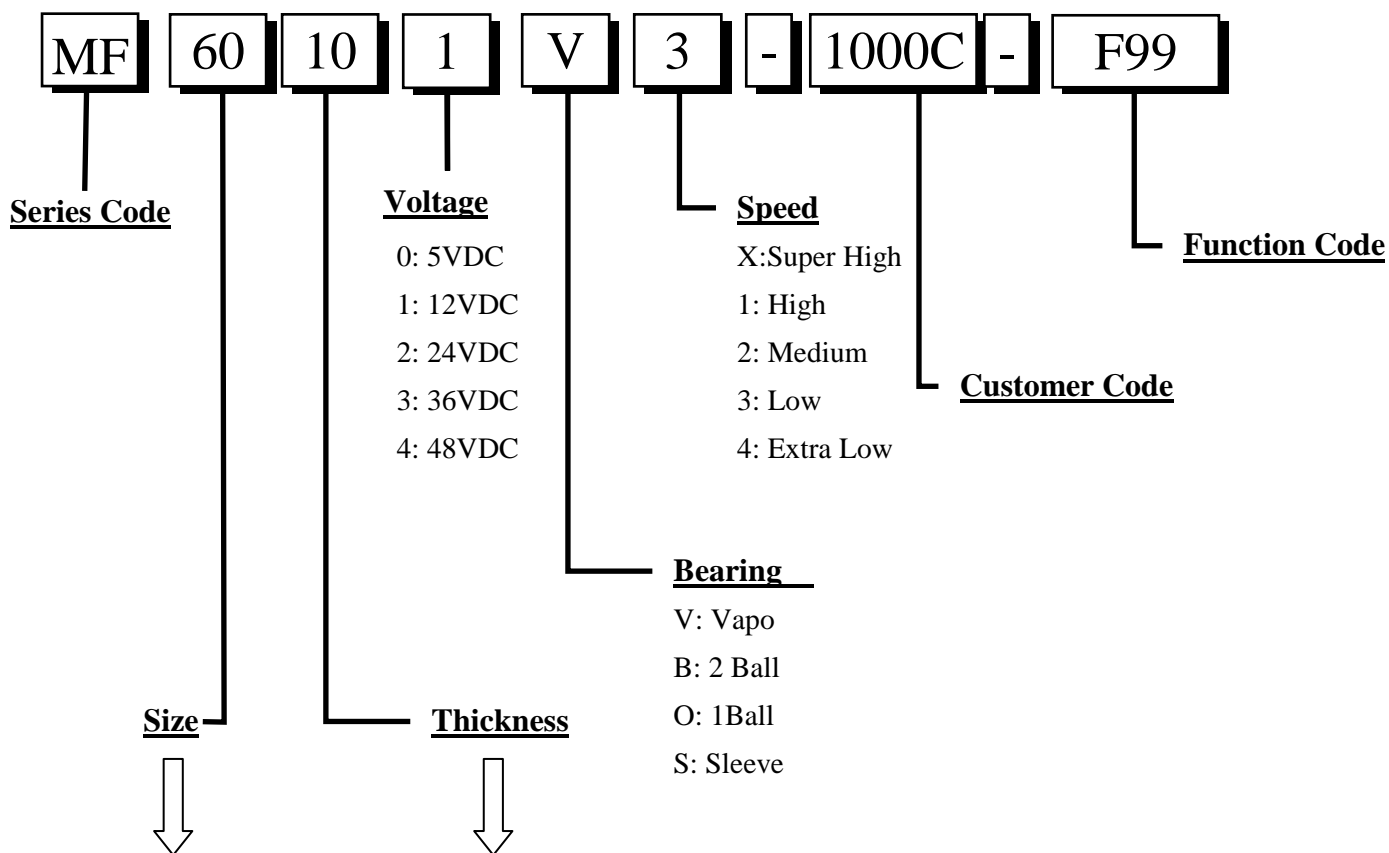 MF 60 10 1 V 3 - 1000C - F99
Series Code
Voltage
0: 5VDC
1: 12VDC
2: 24VDC
3: 36VDC
4: 48VDC
Speed
X:Super High
1: High
2: Medium
3: Low
4: Extra Low
Function Code
Customer Code
Bearing
V: Vapo
B: 2 Ball
O: 1Ball
S: Sleeve
Size
Thickness